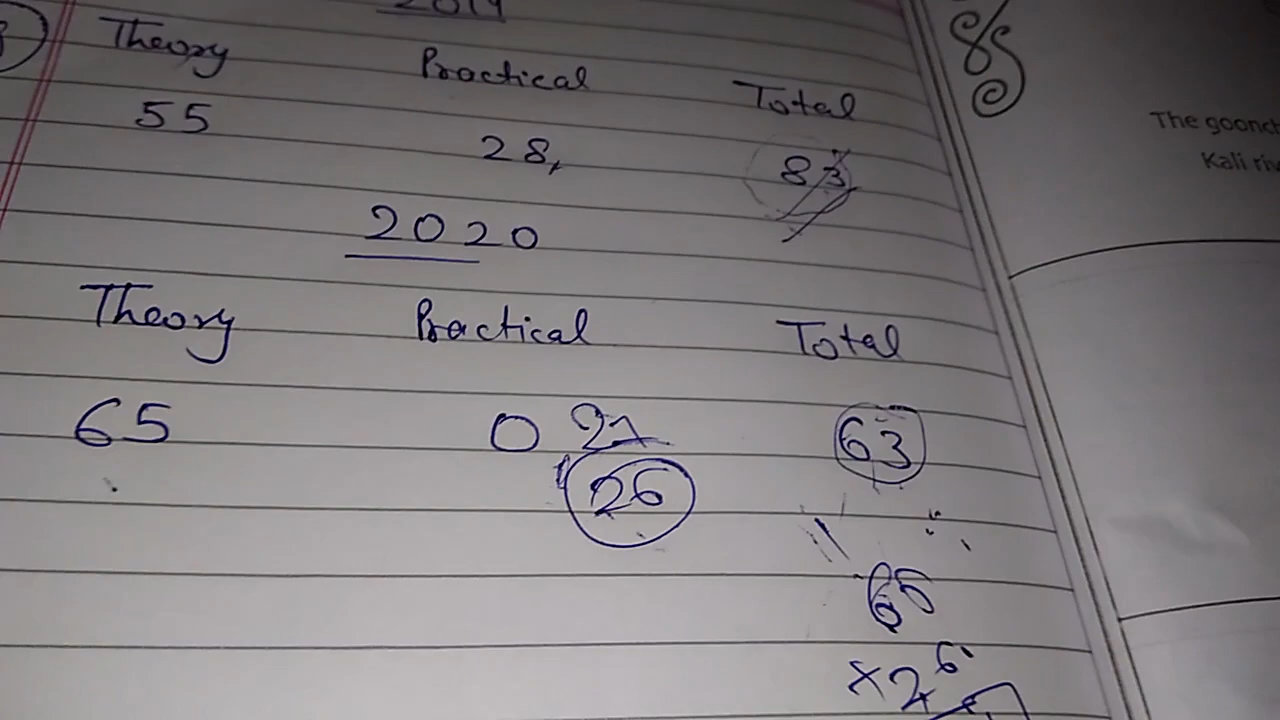 2019
Theory Practical Total
55 28, 83
2020
Theory Practical Total
65 0 27 63
26
65
The goonch
Kali riv